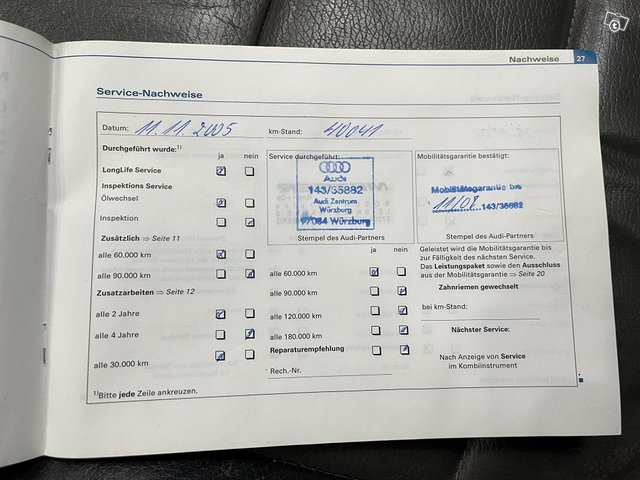 Nachweise 27
Service-Nachweise
Datum: 11.11.2005 km-Stand: 40041
Durchgeführt wurde:¹⁾
ja nein
LongLife Service
Inspektions Service
Ölwechsel
Inspektion
Zusätzlich ⇒ Seite 11
alle 60.000 km
alle 90.000 km
Zusatzarbeiten ⇒ Seite 12
alle 2 Jahre
alle 4 Jahre
alle 30.000 km
¹⁾Bitte jede Zeile ankreuzen.
Service durchgeführt:
Audi
143/35882
Audi Zentrum
Würzburg
97084 Würzburg
Stempel des Audi-Partners
ja nein
alle 60.000 km
alle 90.000 km
alle 120.000 km
alle 180.000 km
Reparaturempfehlung
Rech.-Nr.
Mobilitätsgarantie bestätigt:
Mobilitätsgarantie bis
11/07 143/35882
Stempel des Audi-Partners
Geleistet wird die Mobilitätsgarantie bis
zur Fälligkeit des nächsten Service.
Das Leistungspaket sowie den Ausschluss
aus der Mobilitätsgarantie ⇒ Seite 20
Zahnriemen gewechselt
bei km-Stand:
Nächster Service:
Nach Anzeige von Service
im Kombiinstrument